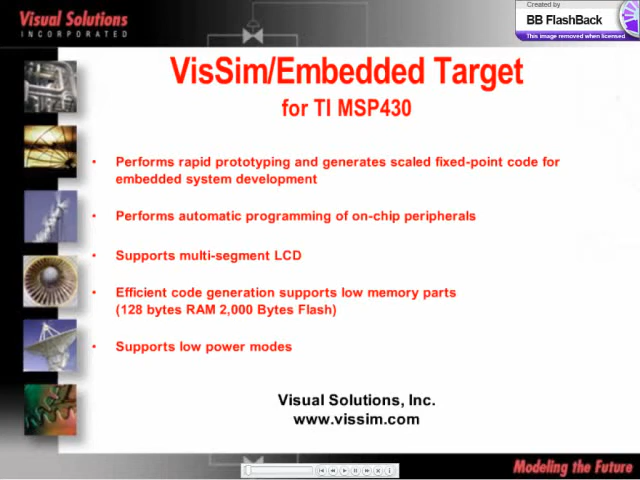 Visual Solutions
INCORPORATED
Created by
BB FlashBack
This image removed when licensed
VisSim/Embedded Target
for TI MSP430
• Performs rapid prototyping and generates scaled fixed-point code for
embedded system development
• Performs automatic programming of on-chip peripherals
• Supports multi-segment LCD
• Efficient code generation supports low memory parts
(128 bytes RAM 2,000 Bytes Flash)
• Supports low power modes
Visual Solutions, Inc.
www.vissim.com
Modeling the Future